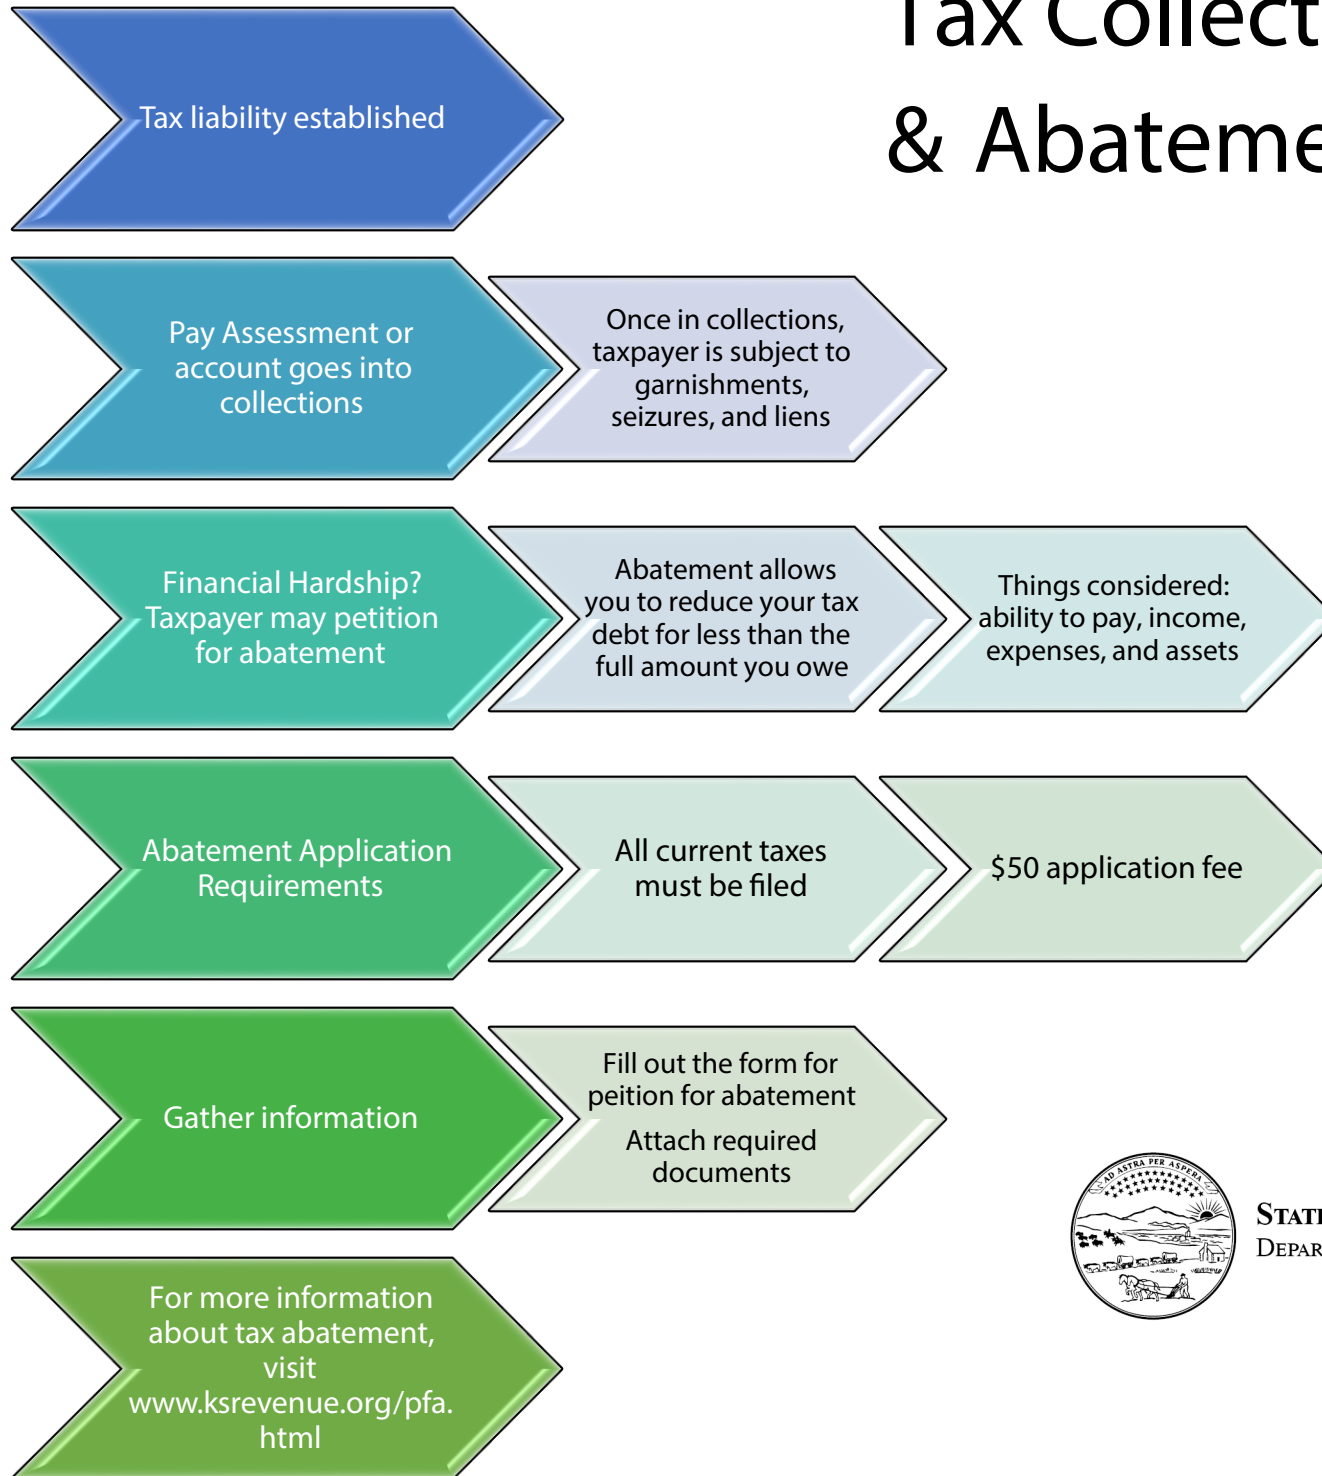 Tax Collect
& Abateme
Tax liability established
Pay Assessment or
account goes into
collections
Once in collections,
taxpayer is subject to
garnishments,
seizures, and liens
Financial Hardship?
Taxpayer may petition
for abatement
Abatement allows
you to reduce your tax
debt for less than the
full amount you owe
Things considered:
ability to pay, income,
expenses, and assets
Abatement Application
Requirements
All current taxes
must be filed
$50 application fee
Gather information
Fill out the form for
peition for abatement
Attach required
documents
AD ASTRA PER ASPERA
STATE
DEPAR
For more information
about tax abatement,
visit
www.ksrevenue.org/pfa.
html